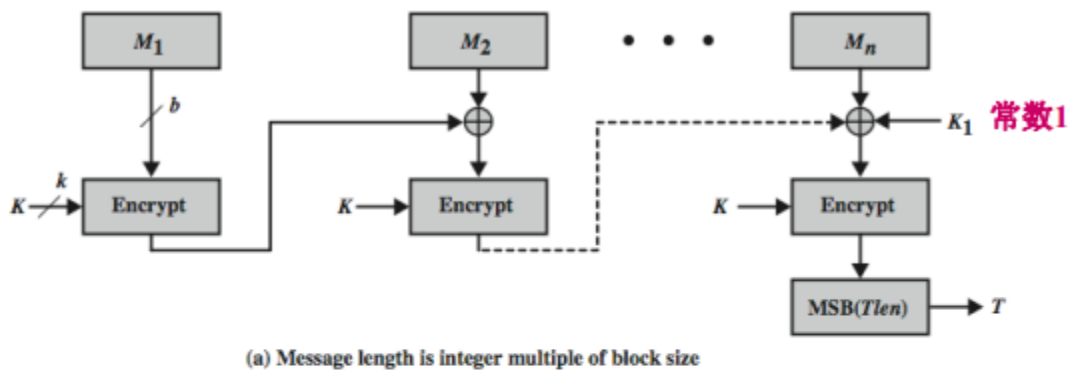 M1 M2 • • • Mn
b
K1 常数1
k
K Encrypt K Encrypt K Encrypt
MSB(Tlen) T
(a) Message length is integer multiple of block size